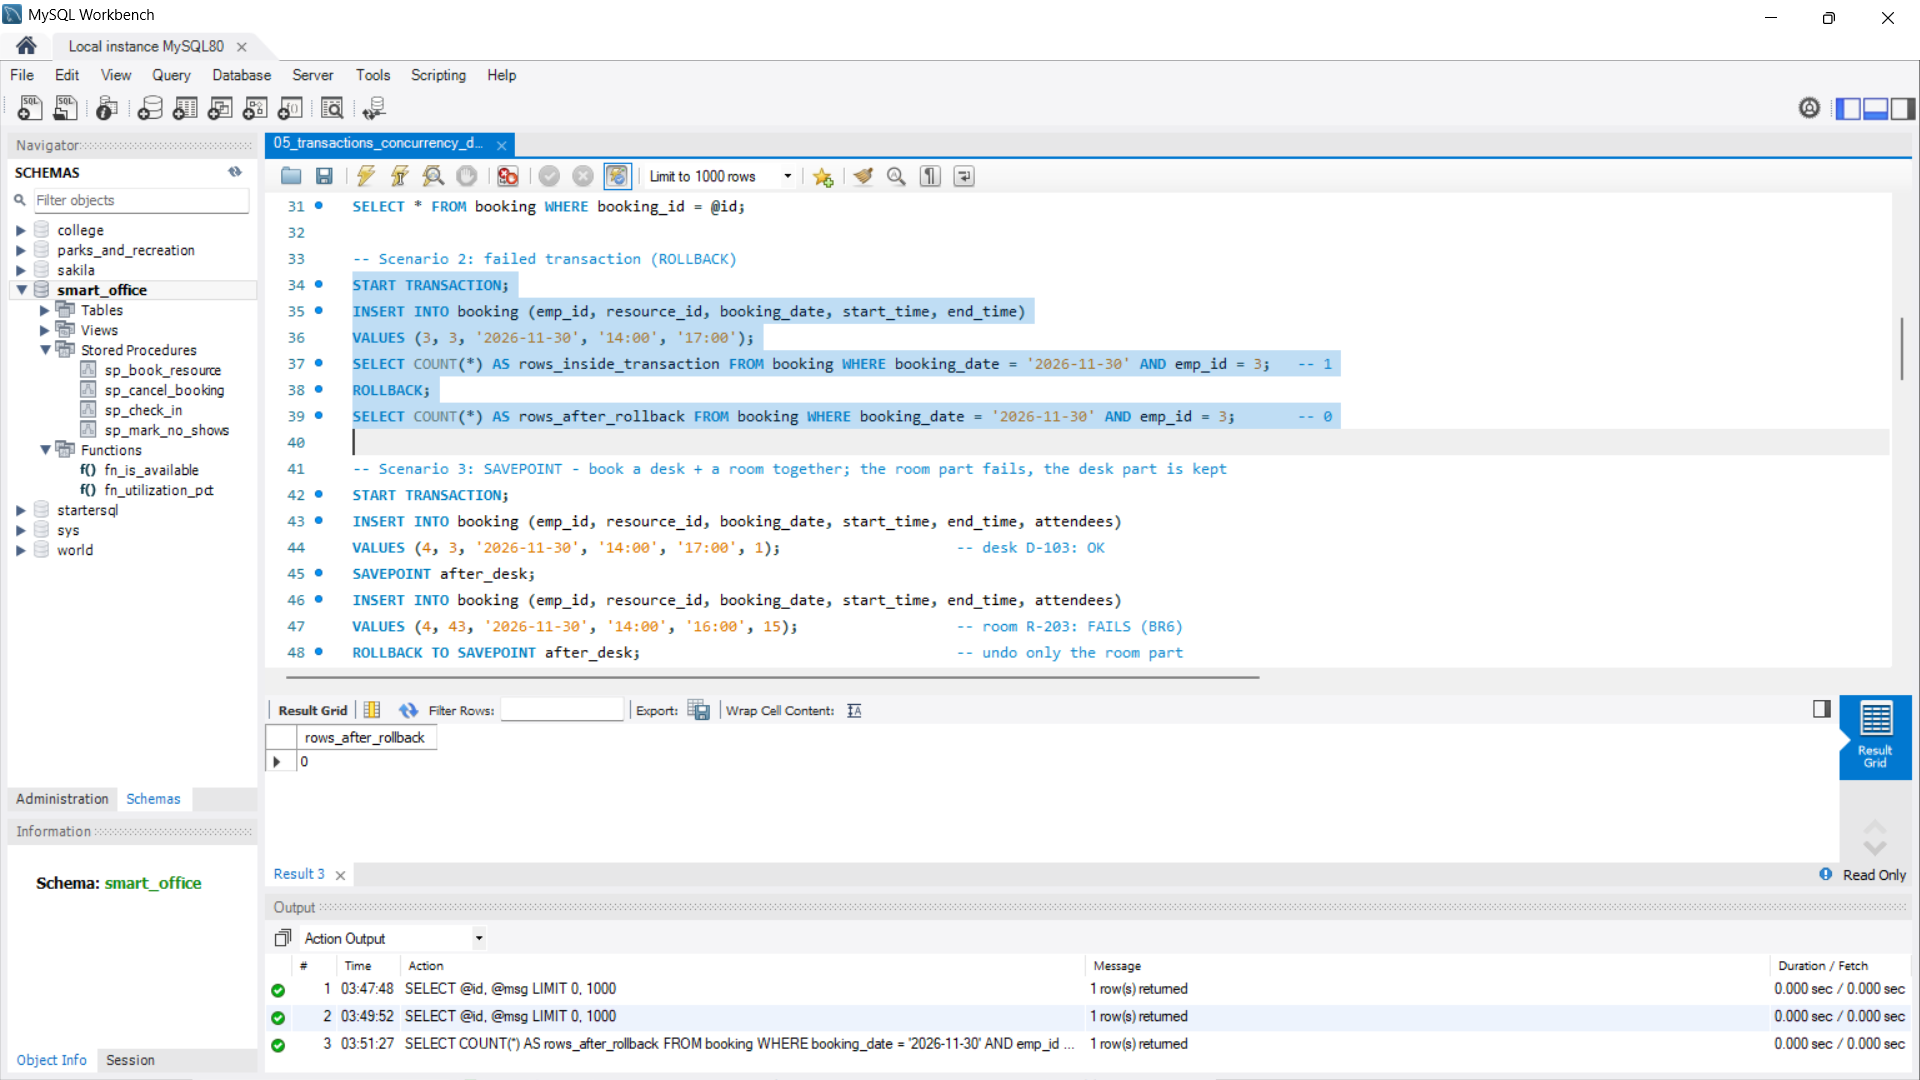 MySQL Workbench
Local instance MySQL80
File Edit View Query Database Server Tools Scripting Help
Navigator
SCHEMAS
Filter objects
college
parks_and_recreation
sakila
smart_office
Tables
Views
Stored Procedures
sp_book_resource
sp_cancel_booking
sp_check_in
sp_mark_no_shows
Functions
f() fn_is_available
f() fn_utilization_pct
startersql
sys
world
Administration Schemas
Information
Schema: smart_office
Object Info Session
05_transactions_concurrency_d...
Limit to 1000 rows
31 SELECT * FROM booking WHERE booking_id = @id;
32
33 -- Scenario 2: failed transaction (ROLLBACK)
34 START TRANSACTION;
35 INSERT INTO booking (emp_id, resource_id, booking_date, start_time, end_time)
36 VALUES (3, 3, '2026-11-30', '14:00', '17:00');
37 SELECT COUNT(*) AS rows_inside_transaction FROM booking WHERE booking_date = '2026-11-30' AND emp_id = 3; -- 1
38 ROLLBACK;
39 SELECT COUNT(*) AS rows_after_rollback FROM booking WHERE booking_date = '2026-11-30' AND emp_id = 3; -- 0
40
41 -- Scenario 3: SAVEPOINT - book a desk + a room together; the room part fails, the desk part is kept
42 START TRANSACTION;
43 INSERT INTO booking (emp_id, resource_id, booking_date, start_time, end_time, attendees)
44 VALUES (4, 3, '2026-11-30', '14:00', '17:00', 1); -- desk D-103: OK
45 SAVEPOINT after_desk;
46 INSERT INTO booking (emp_id, resource_id, booking_date, start_time, end_time, attendees)
47 VALUES (4, 43, '2026-11-30', '14:00', '16:00', 15); -- room R-203: FAILS (BR6)
48 ROLLBACK TO SAVEPOINT after_desk; -- undo only the room part
Result Grid Filter Rows: Export: Wrap Cell Content:
rows_after_rollback
0
Result Grid
Result 3
Read Only
Output
Action Output
# Time Action Message Duration / Fetch
1 03:47:48 SELECT @id, @msg LIMIT 0, 1000 1 row(s) returned 0.000 sec / 0.000 sec
2 03:49:52 SELECT @id, @msg LIMIT 0, 1000 1 row(s) returned 0.000 sec / 0.000 sec
3 03:51:27 SELECT COUNT(*) AS rows_after_rollback FROM booking WHERE booking_date = '2026-11-30' AND emp_id ... 1 row(s) returned 0.000 sec / 0.000 sec